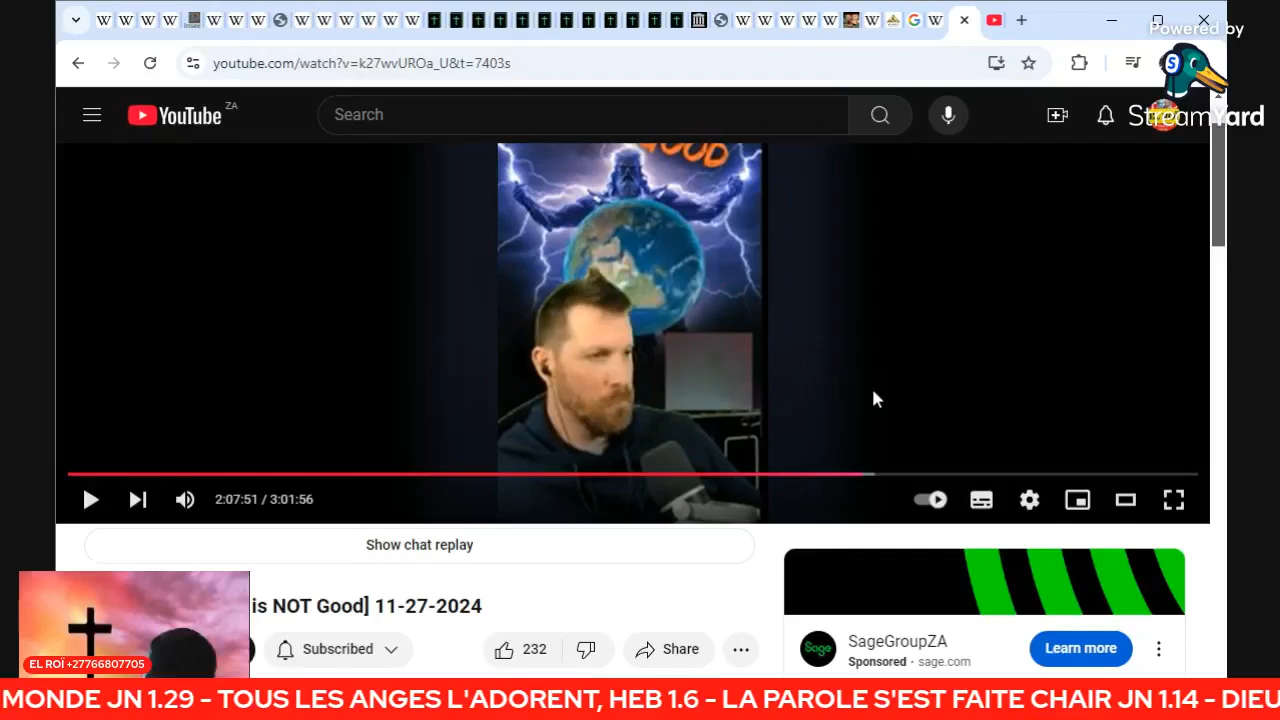 Powered by
StreamYard
youtube.com/watch?v=k27wvUROa_U&t=7403s
YouTube ZA
Search
GOOD
2:07:51 / 3:01:56
Show chat replay
is NOT Good] 11-27-2024
Subscribed
232
Share
SageGroupZA
Sponsored · sage.com
Learn more
Sage
EL ROÏ +27766807705
MONDE JN 1.29 - TOUS LES ANGES L'ADORENT, HEB 1.6 - LA PAROLE S'EST FAITE CHAIR JN 1.14 - DIEU